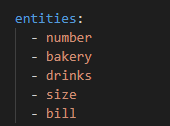 entities:
- number
- bakery
- drinks
- size
- bill